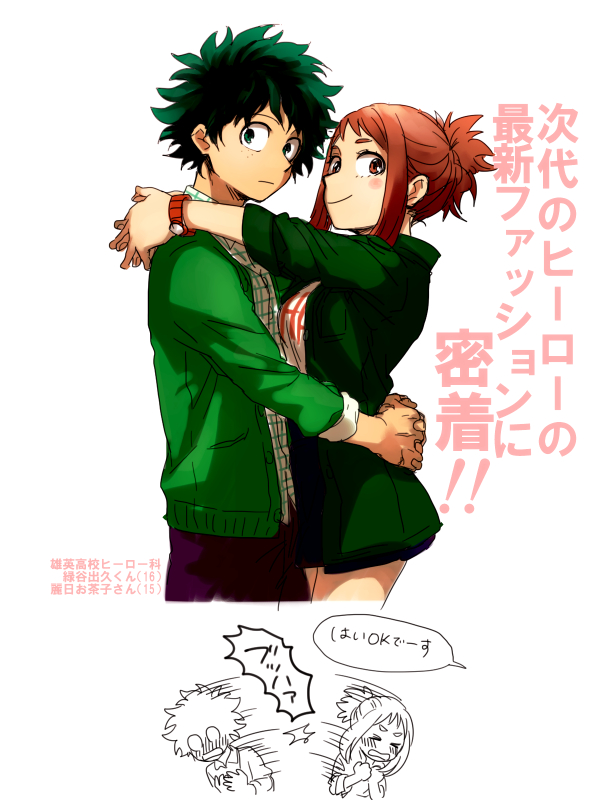 次代のヒーローの
最新ファッションに
密着!!
雄英高校ヒーロー科
緑谷出久くん(16)
麗日お茶子さん(15)
はいOKでーす
ブッハァ